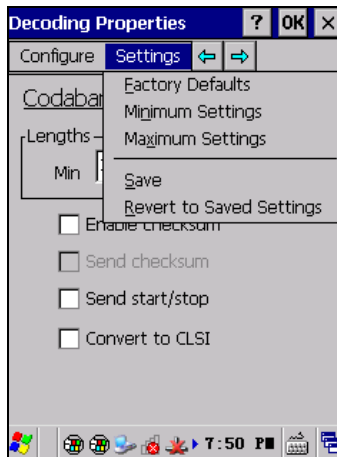 Decoding Properties ? OK ×
Configure Settings
Factory Defaults
Minimum Settings
Maximum Settings
Save
Revert to Saved Settings
Codabar
Lengths
Min
Enable checksum
Send checksum
Send start/stop
Convert to CLSI
7:50 PM